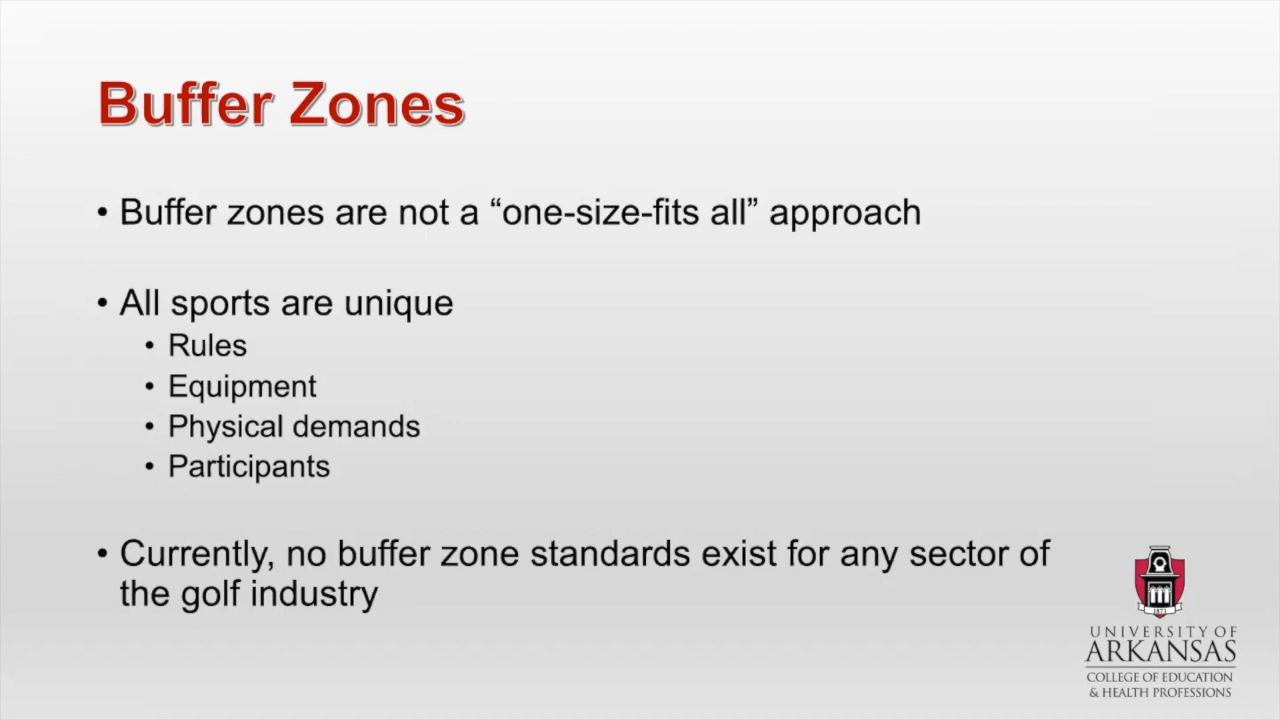 Buffer Zones
• Buffer zones are not a “one-size-fits all” approach
• All sports are unique
• Rules
• Equipment
• Physical demands
• Participants
• Currently, no buffer zone standards exist for any sector of
the golf industry
1871
UNIVERSITY OF
ARKANSAS
COLLEGE OF EDUCATION
& HEALTH PROFESSIONS